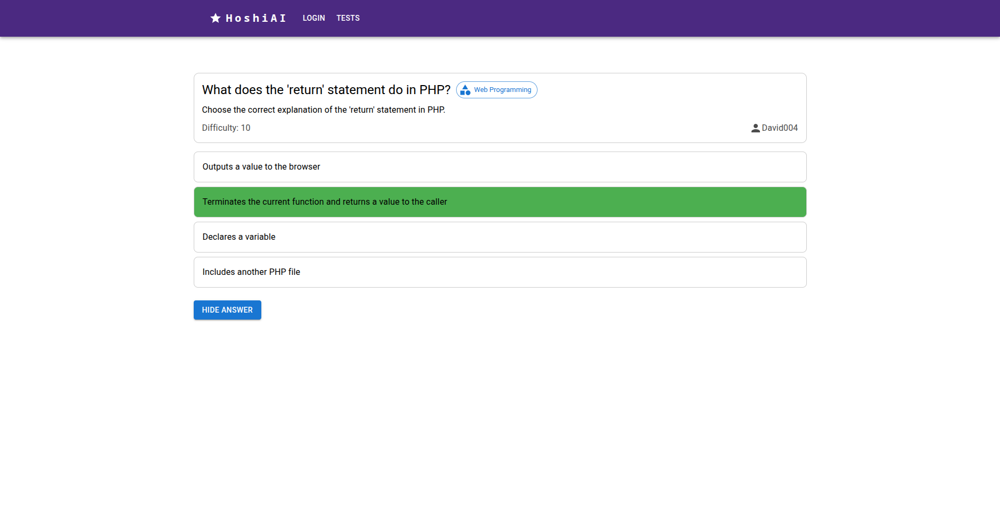 HoshiAI LOGIN TESTS
What does the 'return' statement do in PHP? Web Programming
Choose the correct explanation of the 'return' statement in PHP.
Difficulty: 10 David004
Outputs a value to the browser
Terminates the current function and returns a value to the caller
Declares a variable
Includes another PHP file
HIDE ANSWER